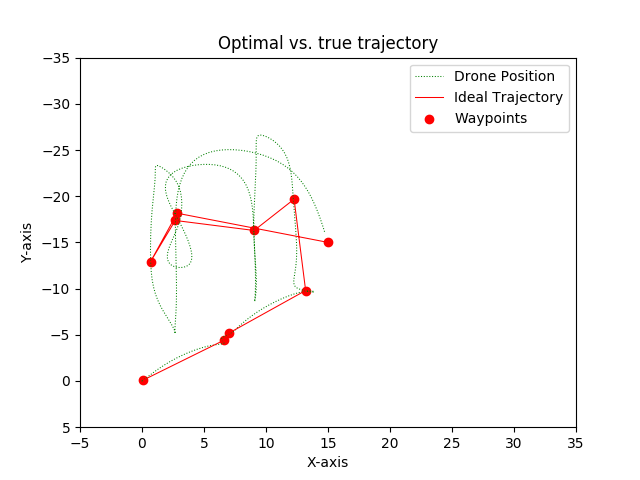 Optimal vs. true trajectory
Drone Position
Ideal Trajectory
Waypoints
Y-axis
−35
−30
−25
−20
−15
−10
−5
0
5
−5 0 5 10 15 20 25 30 35
X-axis